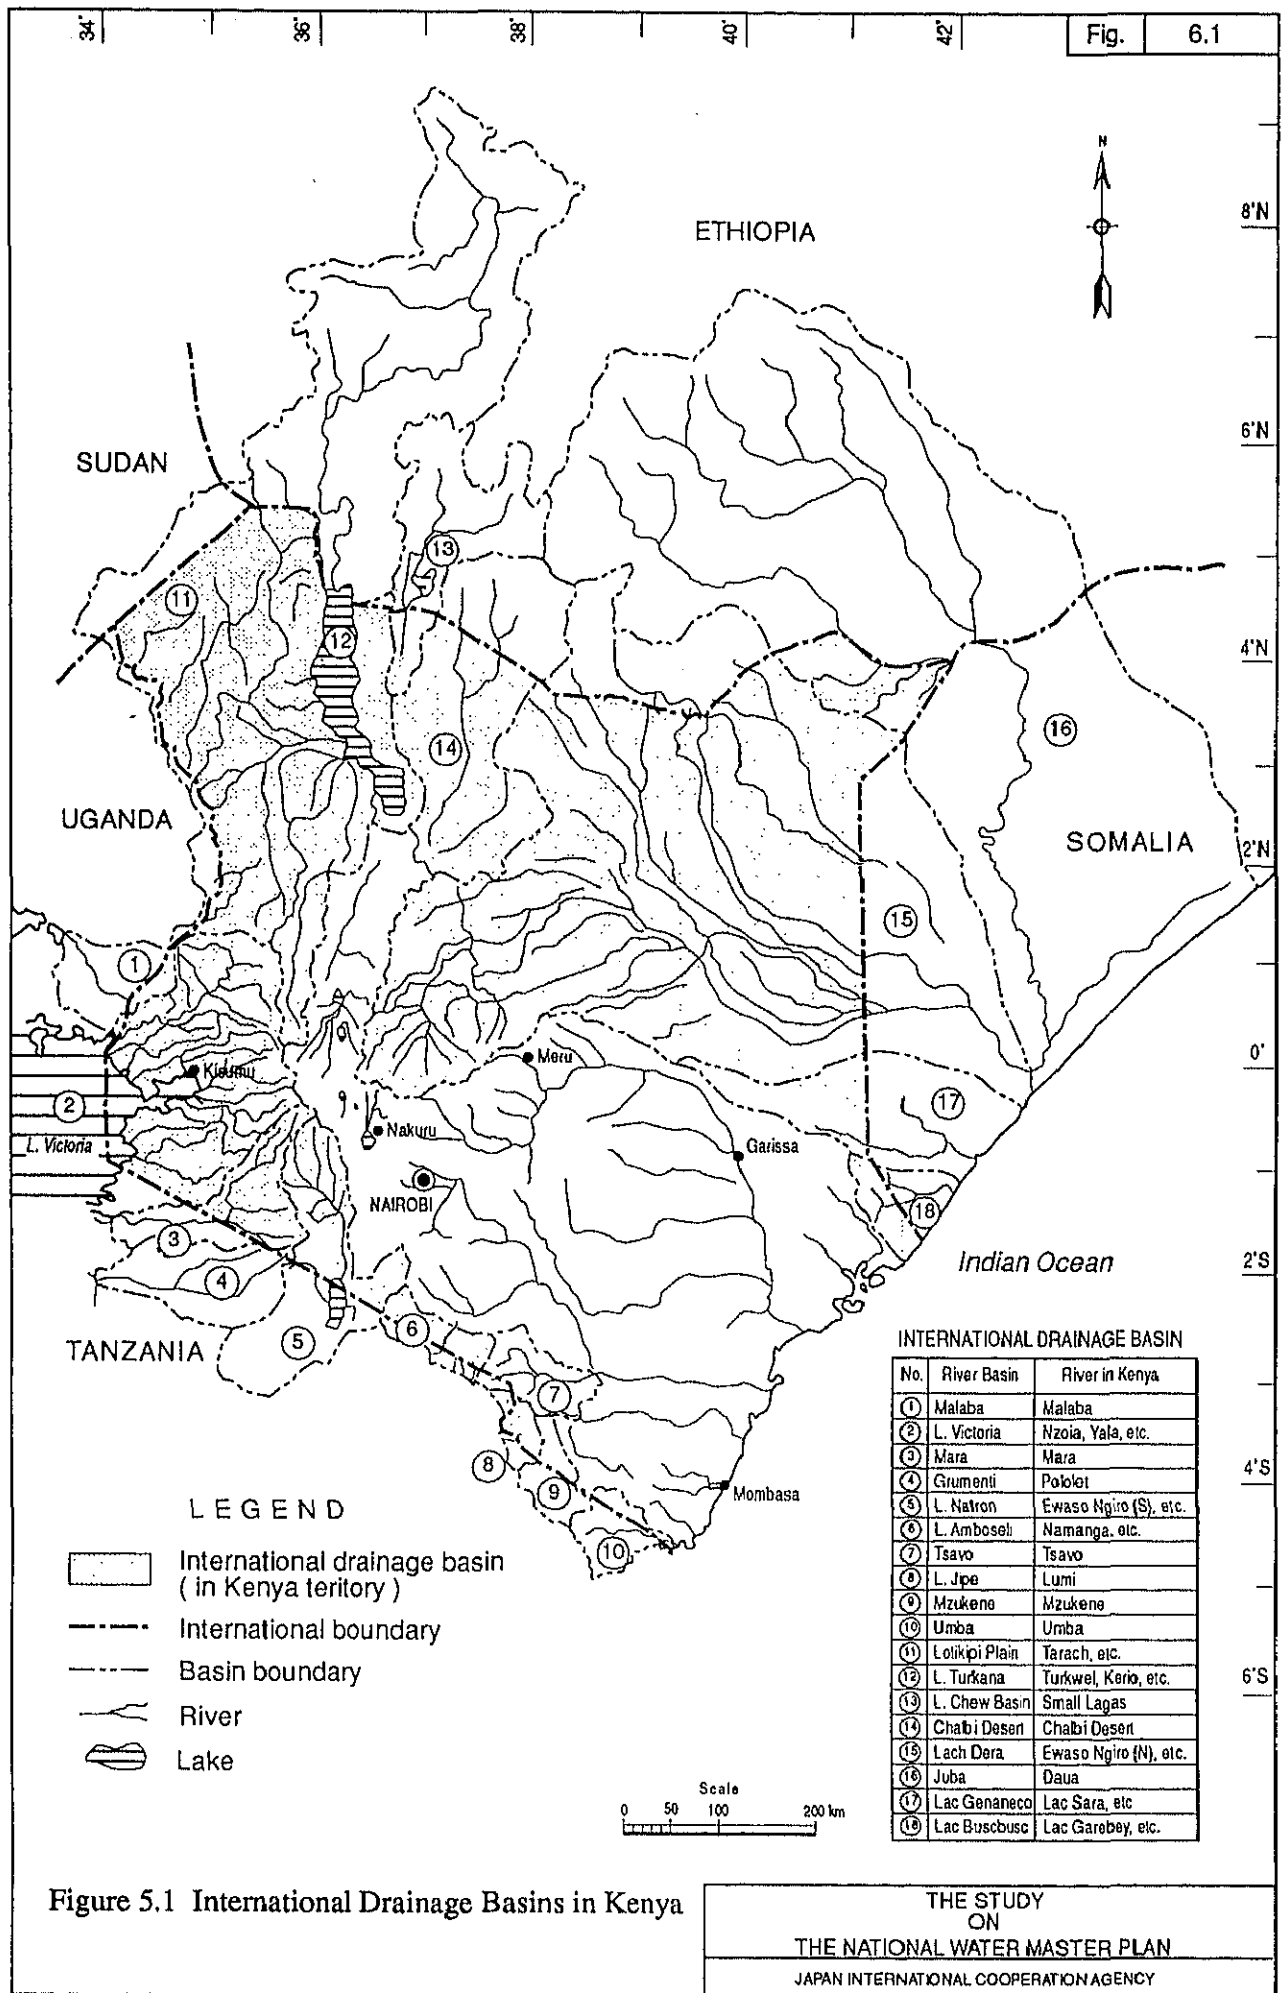 34°
36°
38°
40°
42°
Fig. 6.1
N
ETHIOPIA
8°N
6°N
SUDAN
13
11
12
4°N
14
16
UGANDA
SOMALIA
2°N
15
1
Meru
0°
Kisumu
2
17
Nakuru
L. Victoria
Garissa
NAIROBI
18
3
Indian Ocean
2°S
4
TANZANIA
5
6
7
8
9
4°S
Mombasa
10
INTERNATIONAL DRAINAGE BASIN
No. River Basin River in Kenya
1 Malaba Malaba
2 L. Victoria Nzoia, Yala, etc.
3 Mara Mara
4 Grumenti Pololet
5 L. Natron Ewaso Ngiro (S), etc.
6 L. Amboseli Namanga, etc.
7 Tsavo Tsavo
8 L. Jipe Lumi
9 Mzukene Mzukene
10 Umba Umba
11 Lotikipi Plain Tarach, etc.
12 L. Turkana Turkwel, Kerio, etc.
13 L. Chew Basin Small Lagas
14 Chalbi Desert Chalbi Desert
15 Lach Dera Ewaso Ngiro (N), etc.
16 Juba Daua
17 Lac Genaneco Lac Sara, etc
18 Lac Buscbusc Lac Garebey, etc.
6°S
LEGEND
International drainage basin
( in Kenya teritory )
International boundary
Basin boundary
River
Lake
Scale
0 50 100 200 km
Figure 5.1 International Drainage Basins in Kenya
THE STUDY
ON
THE NATIONAL WATER MASTER PLAN
JAPAN INTERNATIONAL COOPERATION AGENCY